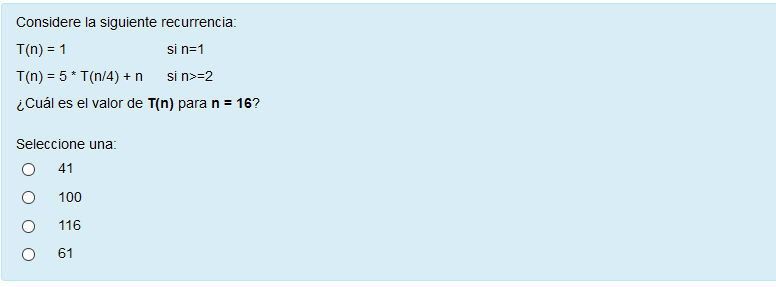 Considere la siguiente recurrencia:
T(n) = 1 si n=1
T(n) = 5 * T(n/4) + n si n>=2
¿Cuál es el valor de T(n) para n = 16?
Seleccione una:
41
100
116
61